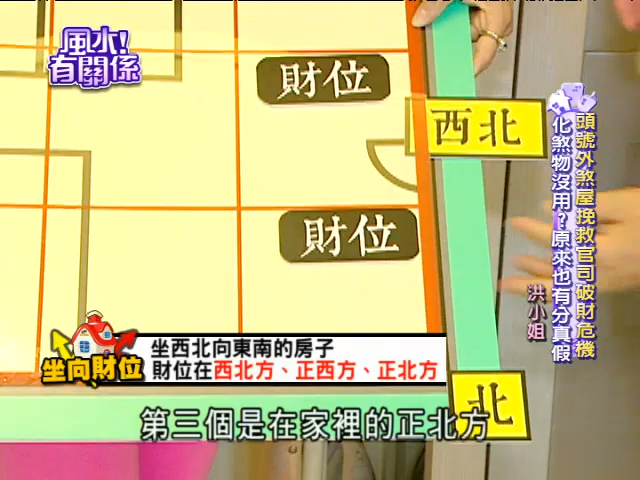 風水!
有關係
財位
西北
財位
北
頭號外煞屋挽救官司破財危機
化煞物沒用?原來也有分真假
洪小姐
坐向財位
坐西北向東南的房子
財位在西北方、正西方、正北方
第三個是在家裡的正北方